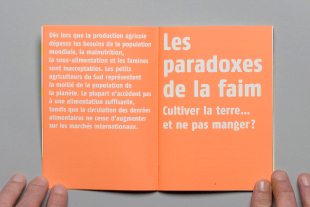 Dès lors que la production agricole
dépasse les besoins de la population
mondiale, la malnutrition,
la sous-alimentation et les famines
sont inacceptables. Les petits
agriculteurs du Sud représentent
la moitié de la population de
la planète. La plupart n'accèdent pas
à une alimentation suffisante,
tandis que la circulation des denrées
alimentaires ne cesse d'augmenter
sur les marchés internationaux.
Les
paradoxes
de la faim
Cultiver la terre…
et ne pas manger?